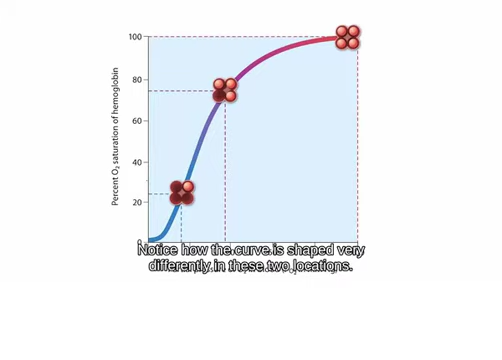 100
80
60
40
20
Percent O2 saturation of hemoglobin
Notice how the curve is shaped very
differently in these two locations.